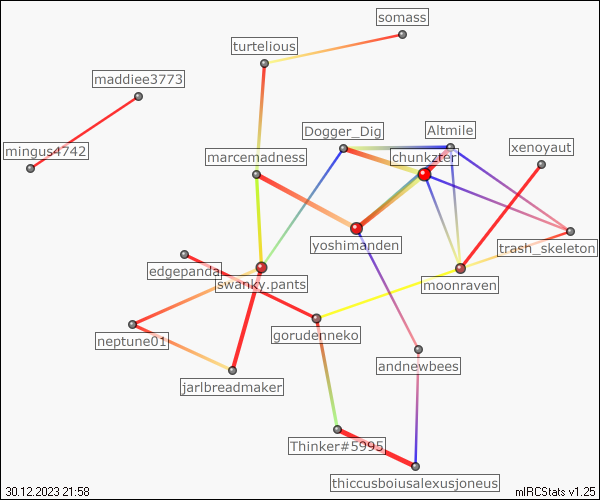 somass
turtelious
maddiee3773
Dogger_Dig
Altmile
xenoyaut
mingus4742
marcemadness
chunkzter
yoshimanden
trash_skeleton
edgepanda
swanky.pants
moonraven
neptune01
gorudenneko
andnewbees
jarlbreadmaker
Thinker#5995
thiccusboiusalexusjoneus
30.12.2023 21:58
mIRCStats v1.25